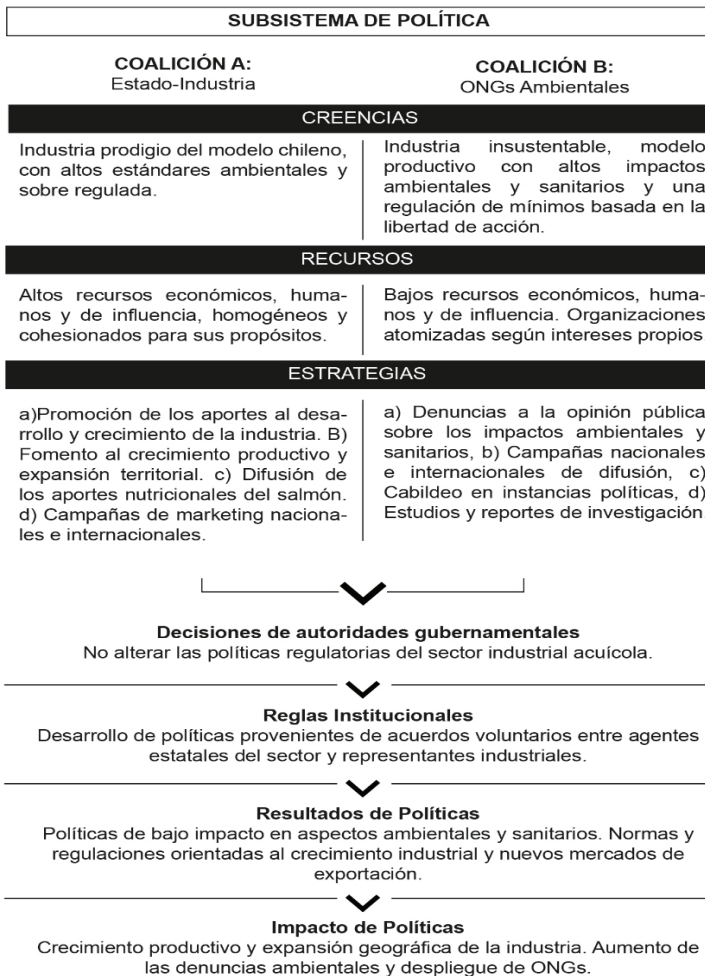 SUBSISTEMA DE POLÍTICA
COALICIÓN A:
Estado-Industria
COALICIÓN B:
ONGs Ambientales
CREENCIAS
Industria prodigio del modelo chileno,
con altos estándares ambientales y
sobre regulada.
Industria insustentable, modelo
productivo con altos impactos
ambientales y sanitarios y una
regulación de mínimos basada en la
libertad de acción.
RECURSOS
Altos recursos económicos, huma-
nos y de influencia, homogéneos y
cohesionados para sus propósitos.
Bajos recursos económicos, huma-
nos y de influencia. Organizaciones
atomizadas según intereses propios.
ESTRATEGIAS
a)Promoción de los aportes al desa-
rrollo y crecimiento de la industria. B)
Fomento al crecimiento productivo y
expansión territorial. c) Difusión de
los aportes nutricionales del salmón.
d) Campañas de marketing naciona-
les e internacionales.
a) Denuncias a la opinión pública
sobre los impactos ambientales y
sanitarios, b) Campañas nacionales
e internacionales de difusión, c)
Cabildeo en instancias políticas, d)
Estudios y reportes de investigación.
Decisiones de autoridades gubernamentales
No alterar las políticas regulatorias del sector industrial acuícola.
Reglas Institucionales
Desarrollo de políticas provenientes de acuerdos voluntarios entre agentes
estatales del sector y representantes industriales.
Resultados de Políticas
Políticas de bajo impacto en aspectos ambientales y sanitarios. Normas y
regulaciones orientadas al crecimiento industrial y nuevos mercados de
exportación.
Impacto de Políticas
Crecimiento productivo y expansión geográfica de la industria. Aumento de
las denuncias ambientales y despliegue de ONGs.